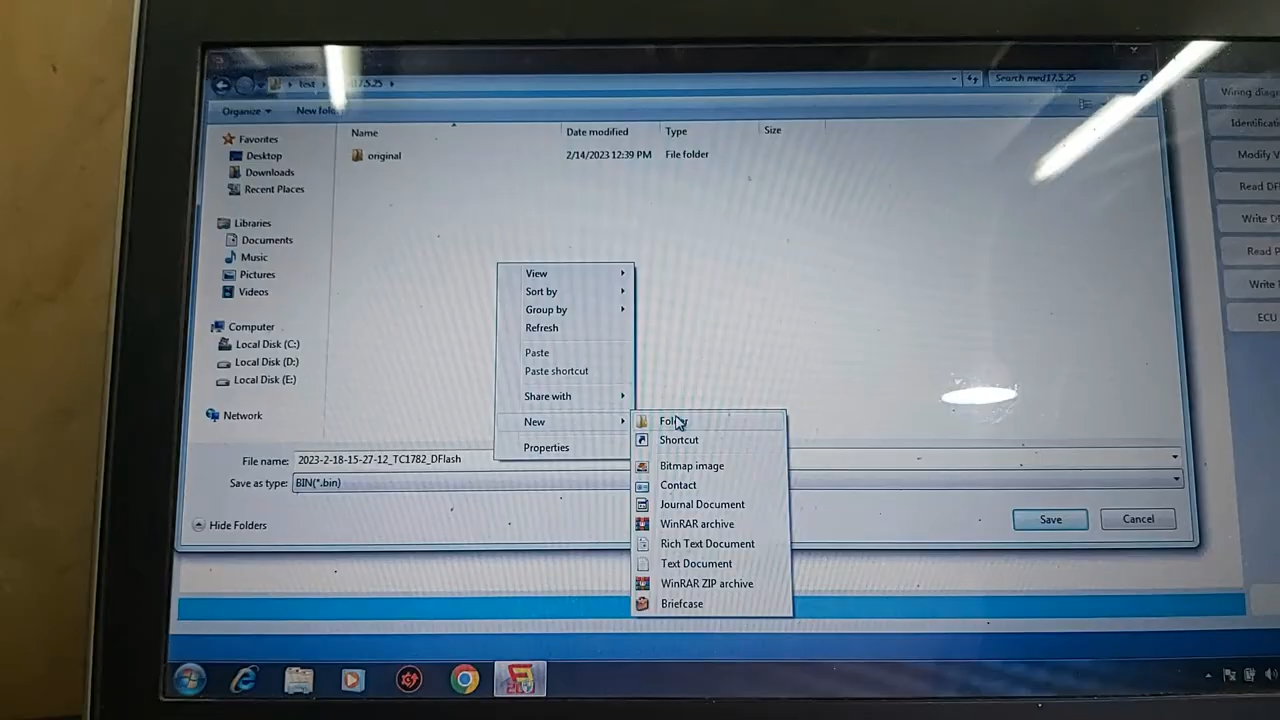 test
17.5.25
Search med17.5.25
Organize
New fol
Name
Date modified
Type
Size
original
2/14/2023 12:39 PM
File folder
Favorites
Desktop
Downloads
Recent Places
Libraries
Documents
Music
Pictures
Videos
Computer
Local Disk (C:)
Local Disk (D:)
Local Disk (E:)
Network
View
Sort by
Group by
Refresh
Paste
Paste shortcut
Share with
New
Properties
Folder
Shortcut
Bitmap image
Contact
Journal Document
WinRAR archive
Rich Text Document
Text Document
WinRAR ZIP archive
Briefcase
File name: 2023-2-18-15-27-12_TC1782_DFlash
Save as type: BIN(*.bin)
Hide Folders
Save
Cancel
Wiring diag
Identificati
Modify V
Read DF
Write D
Read P
Write
ECU